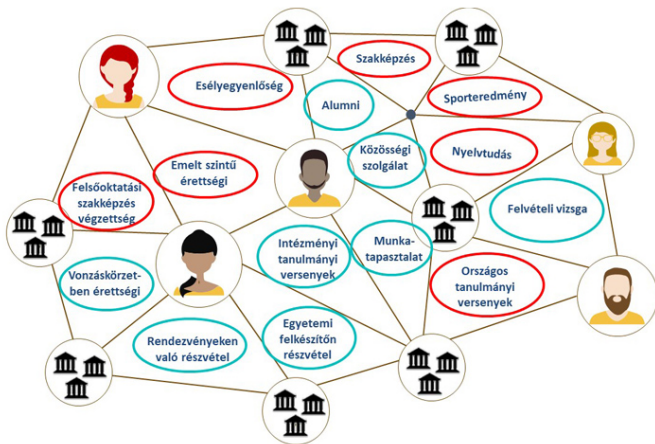 Szakképzés
Esélyegyenlőség
Alumni
Sporteredmény
Közösségi
szolgálat
Nyelvtudás
Emelt szintű
érettségi
Felsőoktatási
szakképzés
végzettség
Felvételi vizsga
Intézményi
tanulmányi
versenyek
Munka-
tapasztalat
Vonzáskörzet-
ben érettségi
Országos
tanulmányi
versenyek
Rendezvényeken
való részvétel
Egyetemi
felkészítőn
részvétel